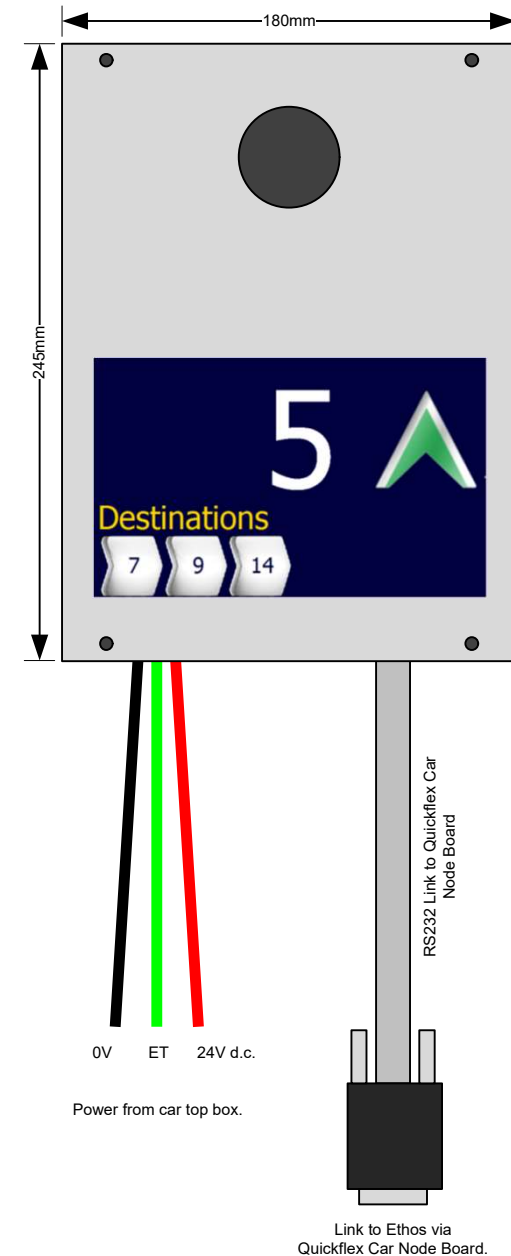 180mm
245mm
5
Destinations
7 9 14
RS232 Link to Quickflex Car
Node Board
0V ET 24V d.c.
Power from car top box.
Link to Ethos via
Quickflex Car Node Board.